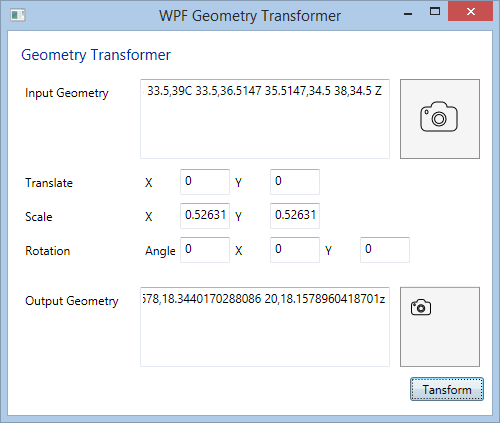 WPF Geometry Transformer
Geometry Transformer
Input Geometry 33.5,39C 33.5,36.5147 35.5147,34.5 38,34.5 Z
Translate X 0 Y 0
Scale X 0.52631 Y 0.52631
Rotation Angle 0 X 0 Y 0
Output Geometry 578,18.3440170288086 20,18.1578960418701z
Tansform